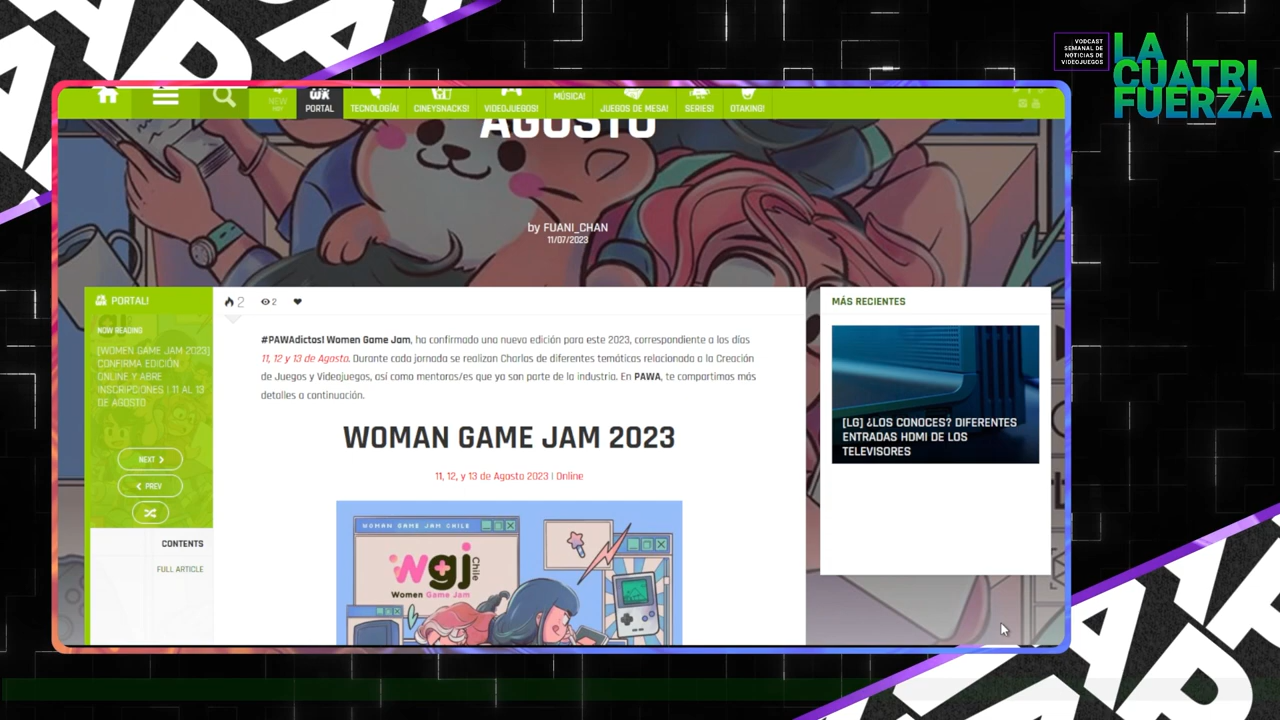 VODCAST
SEMANAL DE
NOTICIAS DE
VIDEOJUEGOS
LA
CUATRI
FUERZA
NEW
PORTAL
TECNOLOGÍA!
CINEYSNACKS!
VIDEOJUEGOS!
MÚSICA!
JUEGOS DE MESA!
SERIES!
OTAKING!
AGOSTO
by FUANI_CHAN
11/07/2023
PORTAL!
NOW READING
[WOMEN GAME JAM 2023]
CONFIRMA EDICIÓN
ONLINE Y ABRE
INSCRIPCIONES | 11 AL 13
DE AGOSTO
NEXT
PREV
CONTENTS
FULL ARTICLE
2 2
#PAWAdictos! Women Game Jam, ha confirmado una nueva edición para este 2023, correspondiente a los días
11, 12 y 13 de Agosto. Durante cada jornada se realizan Charlas de diferentes temáticas relacionado a la Creación
de Juegos y Videojuegos, así como mentoras/es que ya son parte de la industria. En PAWA, te compartimos más
detalles a continuación.
WOMAN GAME JAM 2023
11, 12, y 13 de Agosto 2023 | Online
WOMAN GAME JAM CHILE
wgj
Chile
Women Game Jam
MÁS RECIENTES
[LG] ¿LOS CONOCES? DIFERENTES
ENTRADAS HDMI DE LOS
TELEVISORES